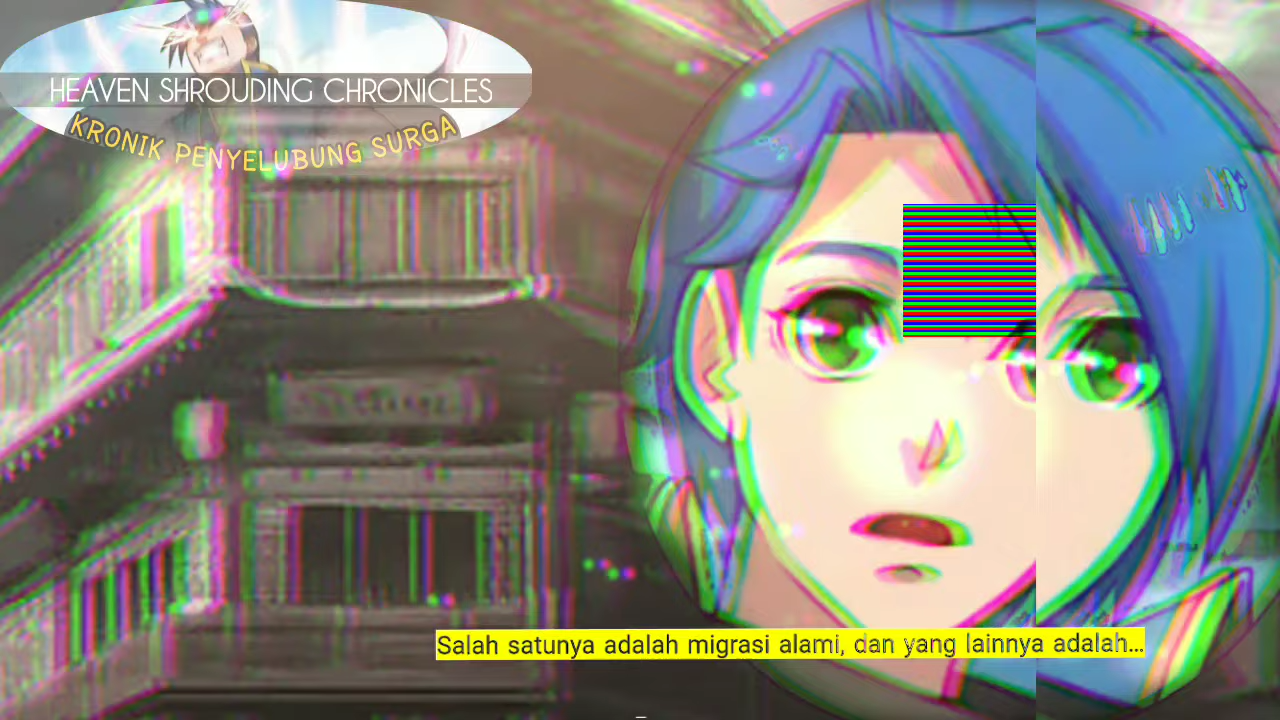 HEAVEN SHROUDING CHRONICLES
KRONIK PENYELUBUNG SURGA
Salah satunya adalah migrasi alami, dan yang lainnya adalah...